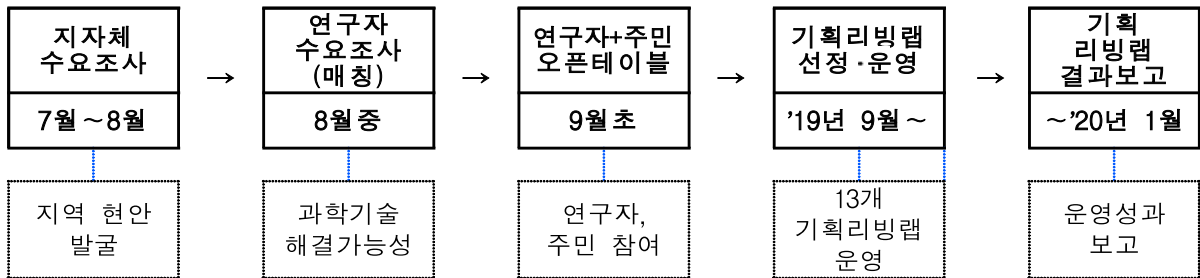 지자체
수요조사
7월~8월
지역 현안
발굴
→
연구자
수요조사
(매칭)
8월중
과학기술
해결가능성
→
연구자+주민
오픈테이블
9월초
연구자,
주민 참여
→
기획리빙랩
선정·운영
'19년 9월~
13개
기획리빙랩
운영
→
기획
리빙랩
결과보고
~'20년 1월
운영성과
보고